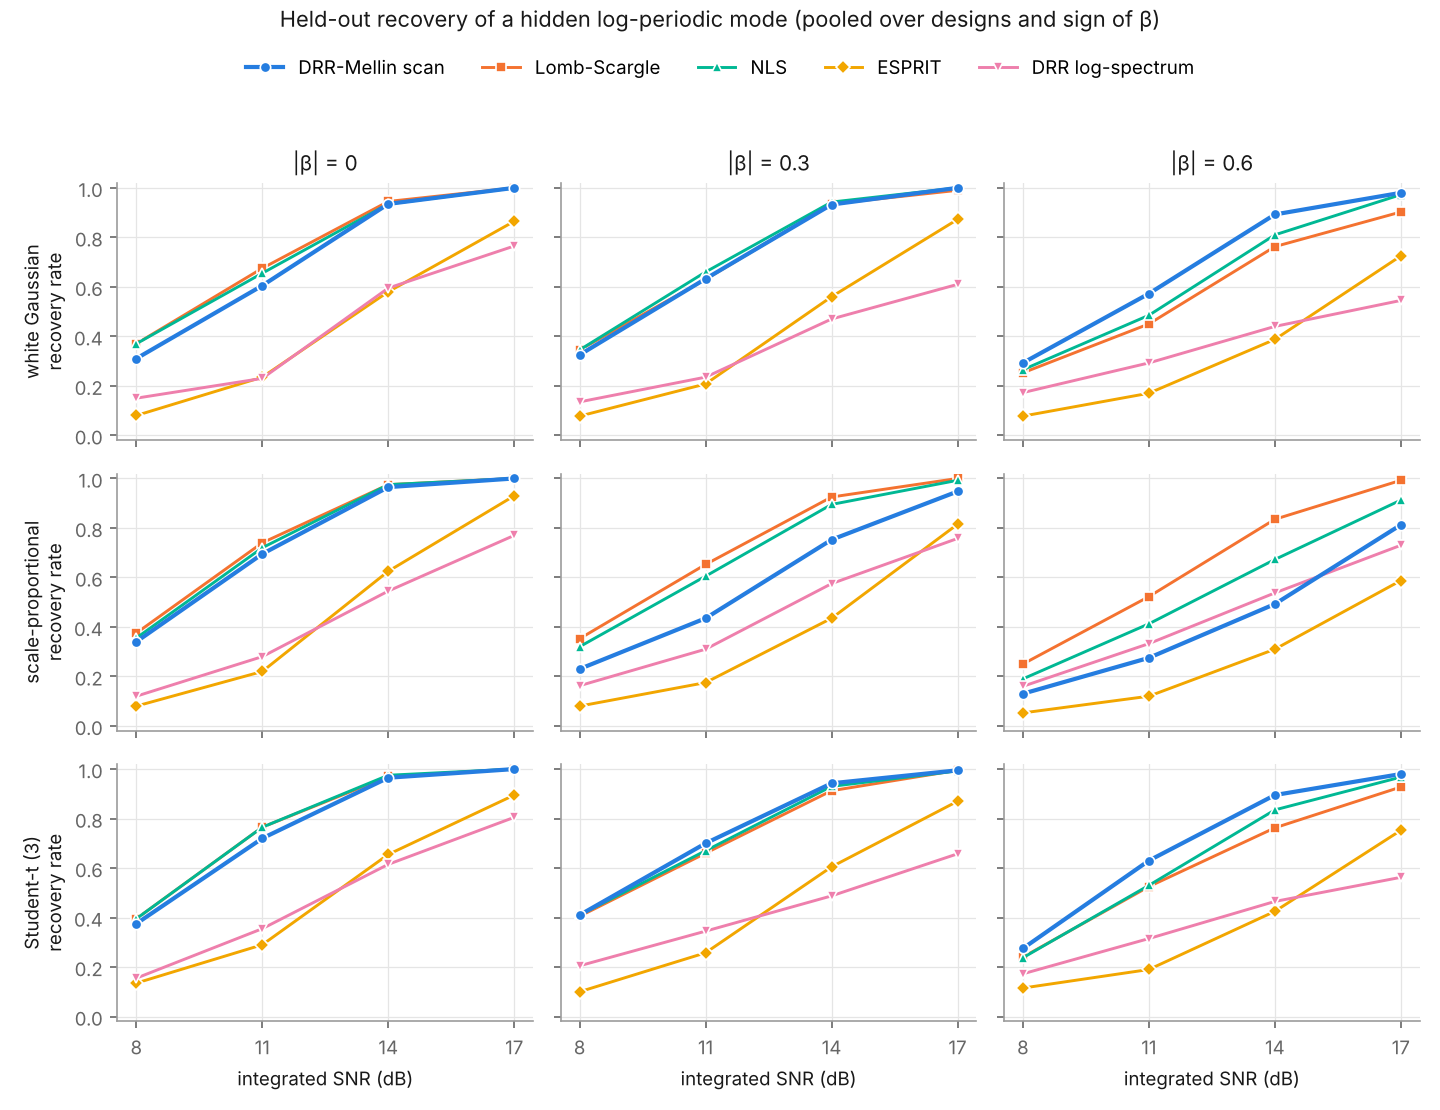 Held-out recovery of a hidden log-periodic mode (pooled over designs and sign of β)
DRR-Mellin scan Lomb-Scargle NLS ESPRIT DRR log-spectrum
|β| = 0 |β| = 0.3 |β| = 0.6
white Gaussian
recovery rate
1.0
0.8
0.6
0.4
0.2
0.0
scale-proportional
recovery rate
1.0
0.8
0.6
0.4
0.2
0.0
Student-t (3)
recovery rate
1.0
0.8
0.6
0.4
0.2
0.0
8 11 14 17 8 11 14 17 8 11 14 17
integrated SNR (dB) integrated SNR (dB) integrated SNR (dB)